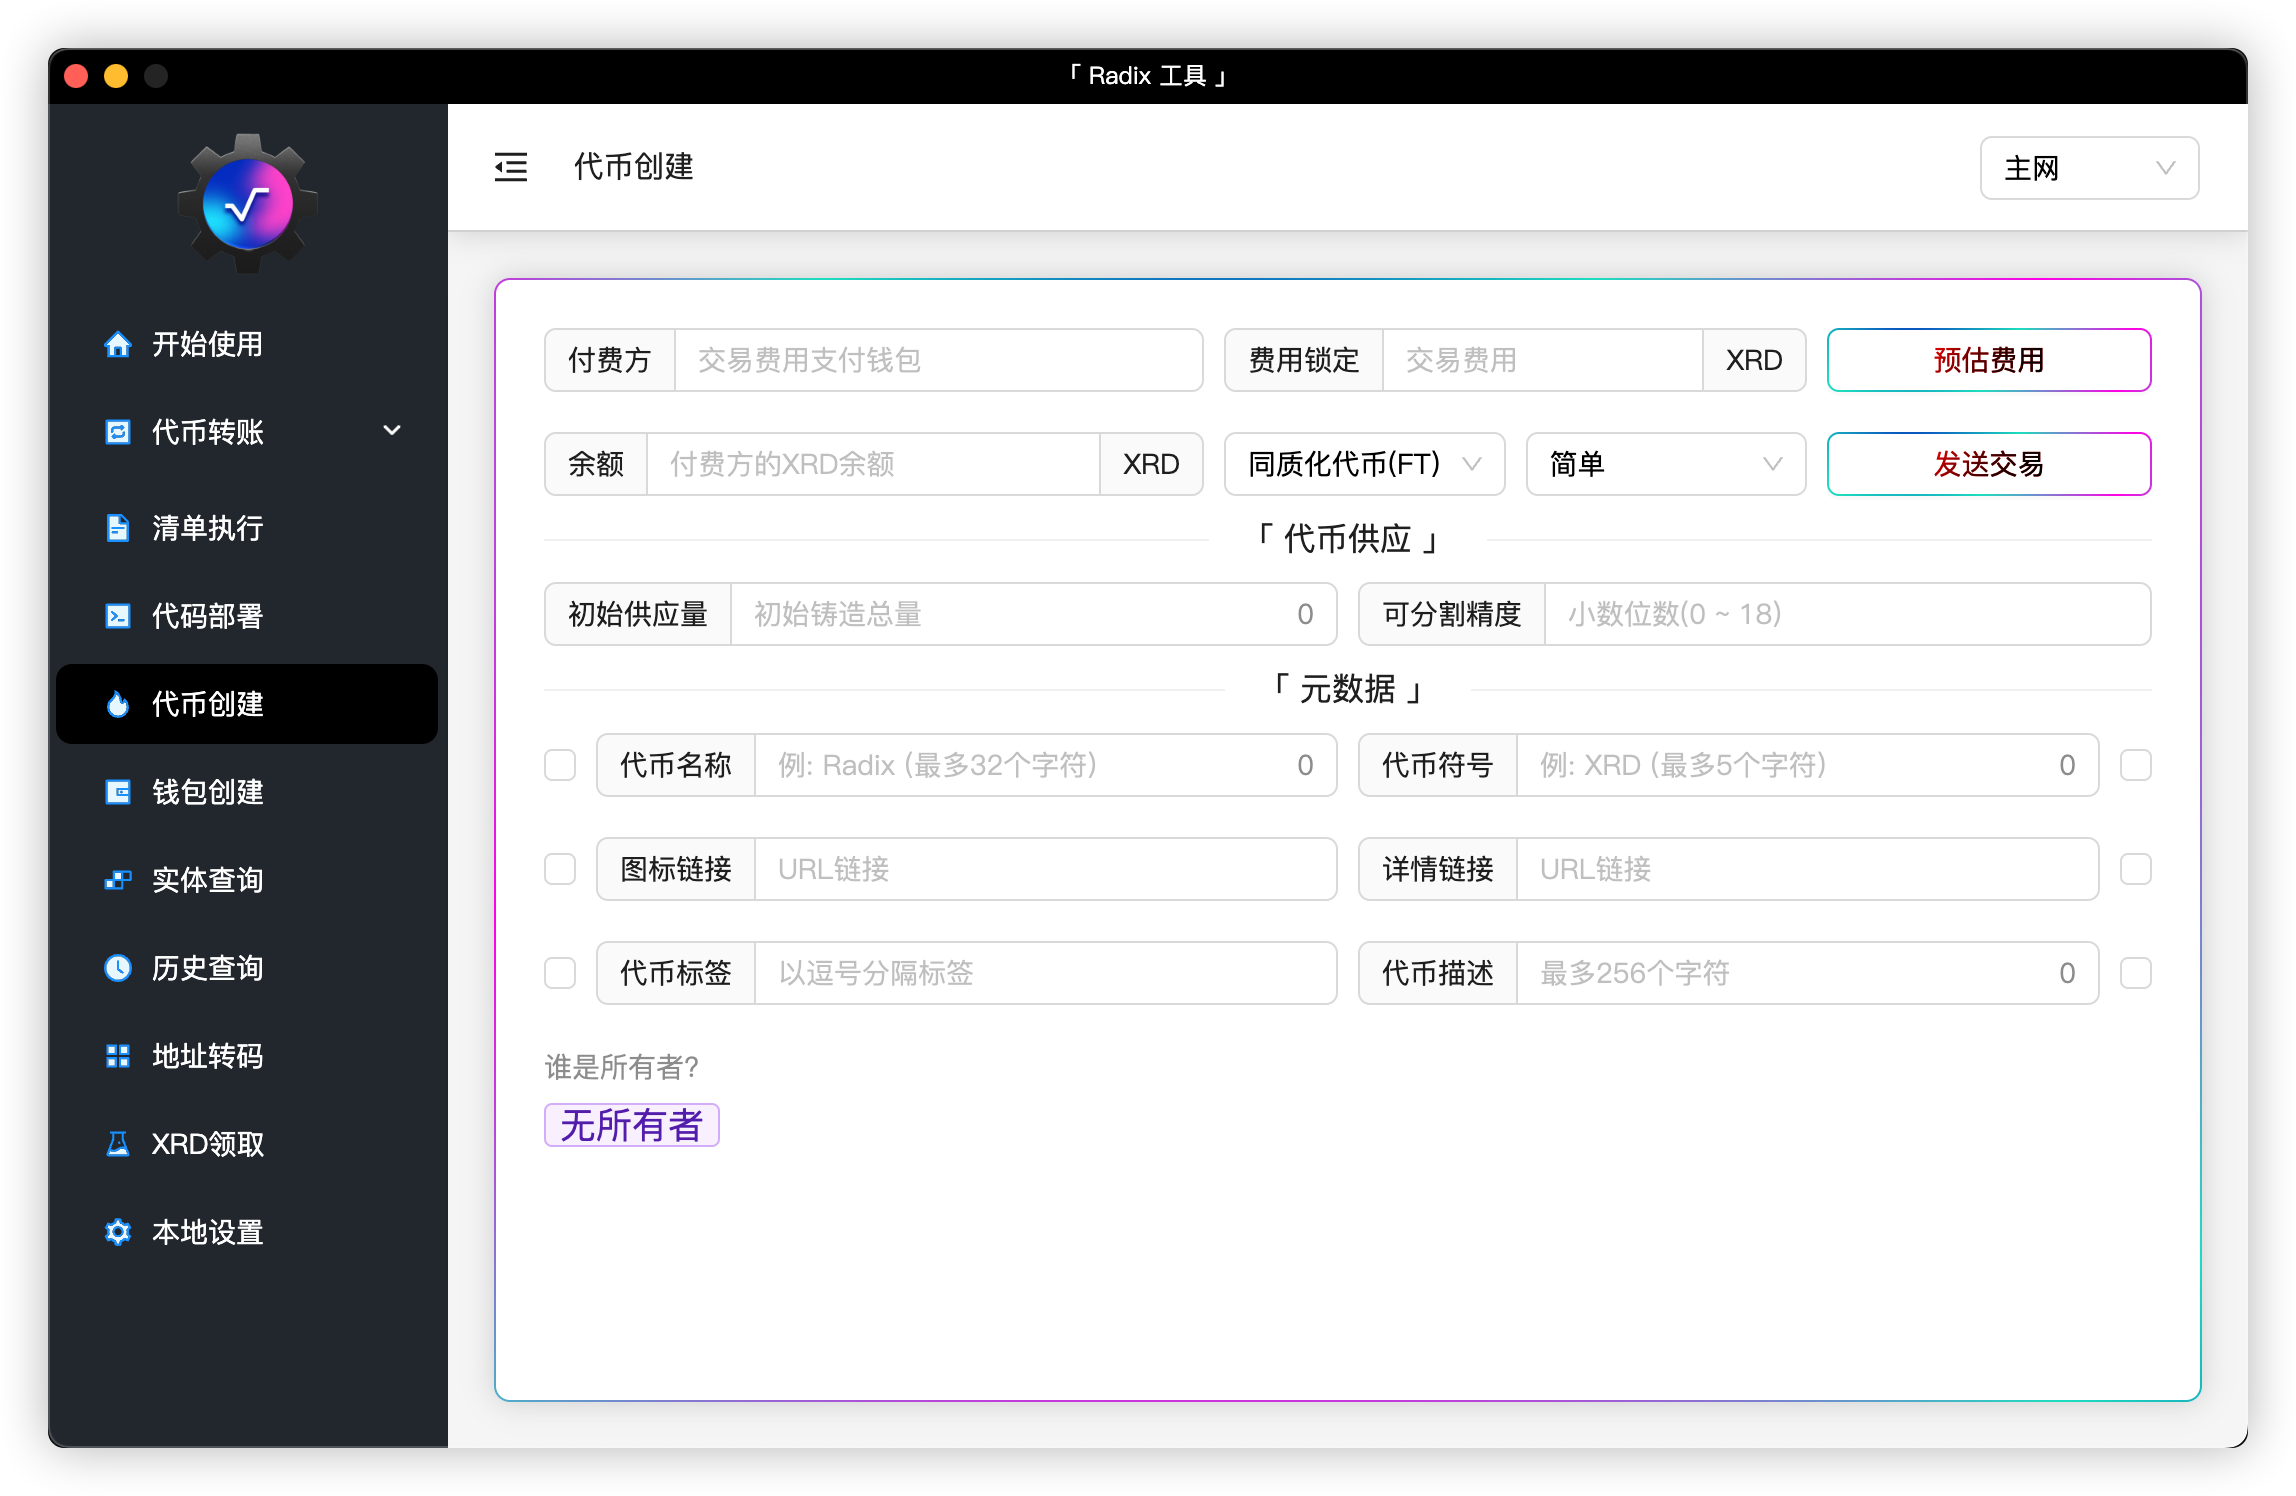 「 Radix 工具 」
代币创建
主网
开始使用
代币转账
清单执行
代码部署
代币创建
钱包创建
实体查询
历史查询
地址转码
XRD领取
本地设置
付费方 交易费用支付钱包 费用锁定 交易费用 XRD 预估费用
余额 付费方的XRD余额 XRD 同质化代币(FT) 简单 发送交易
「 代币供应 」
初始供应量 初始铸造总量 0 可分割精度 小数位数(0 ~ 18)
「 元数据 」
代币名称 例: Radix (最多32个字符) 0 代币符号 例: XRD (最多5个字符) 0
图标链接 URL链接 详情链接 URL链接
代币标签 以逗号分隔标签 代币描述 最多256个字符 0
谁是所有者?
无所有者